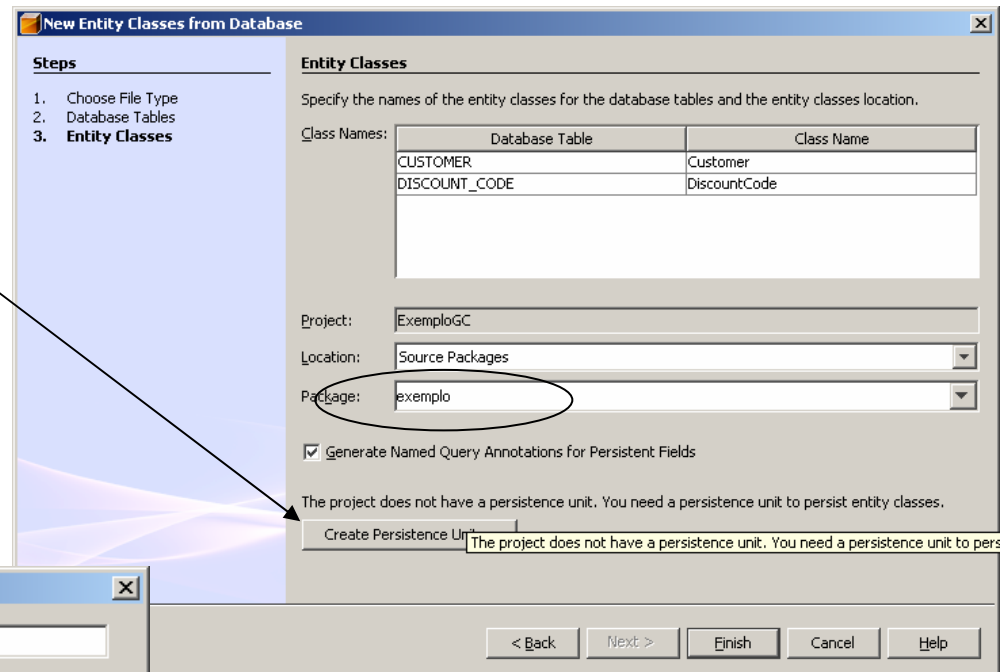 New Entity Classes from Database
Steps
1. Choose File Type
2. Database Tables
3. Entity Classes
Entity Classes
Specify the names of the entity classes for the database tables and the entity classes location.
Class Names:
Database Table Class Name
CUSTOMER Customer
DISCOUNT_CODE DiscountCode
Project: ExemploGC
Location: Source Packages
Package: exemplo
Generate Named Query Annotations for Persistent Fields
The project does not have a persistence unit. You need a persistence unit to persist entity classes.
Create Persistence
The project does not have a persistence unit. You need a persistence unit to pers
< Back Next > Finish Cancel Help